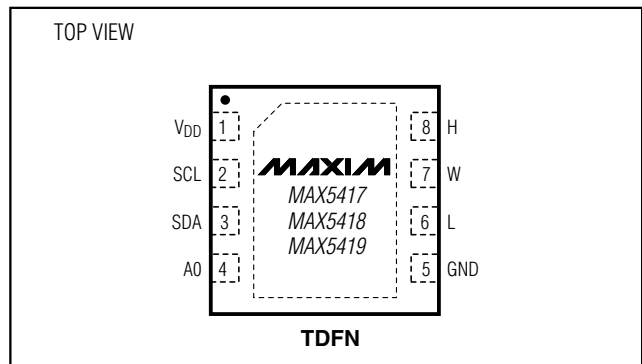 TOP VIEW
VDD 1
SCL 2
SDA 3
A0 4
MAXIM
MAX5417
MAX5418
MAX5419
8 H
7 W
6 L
5 GND
TDFN